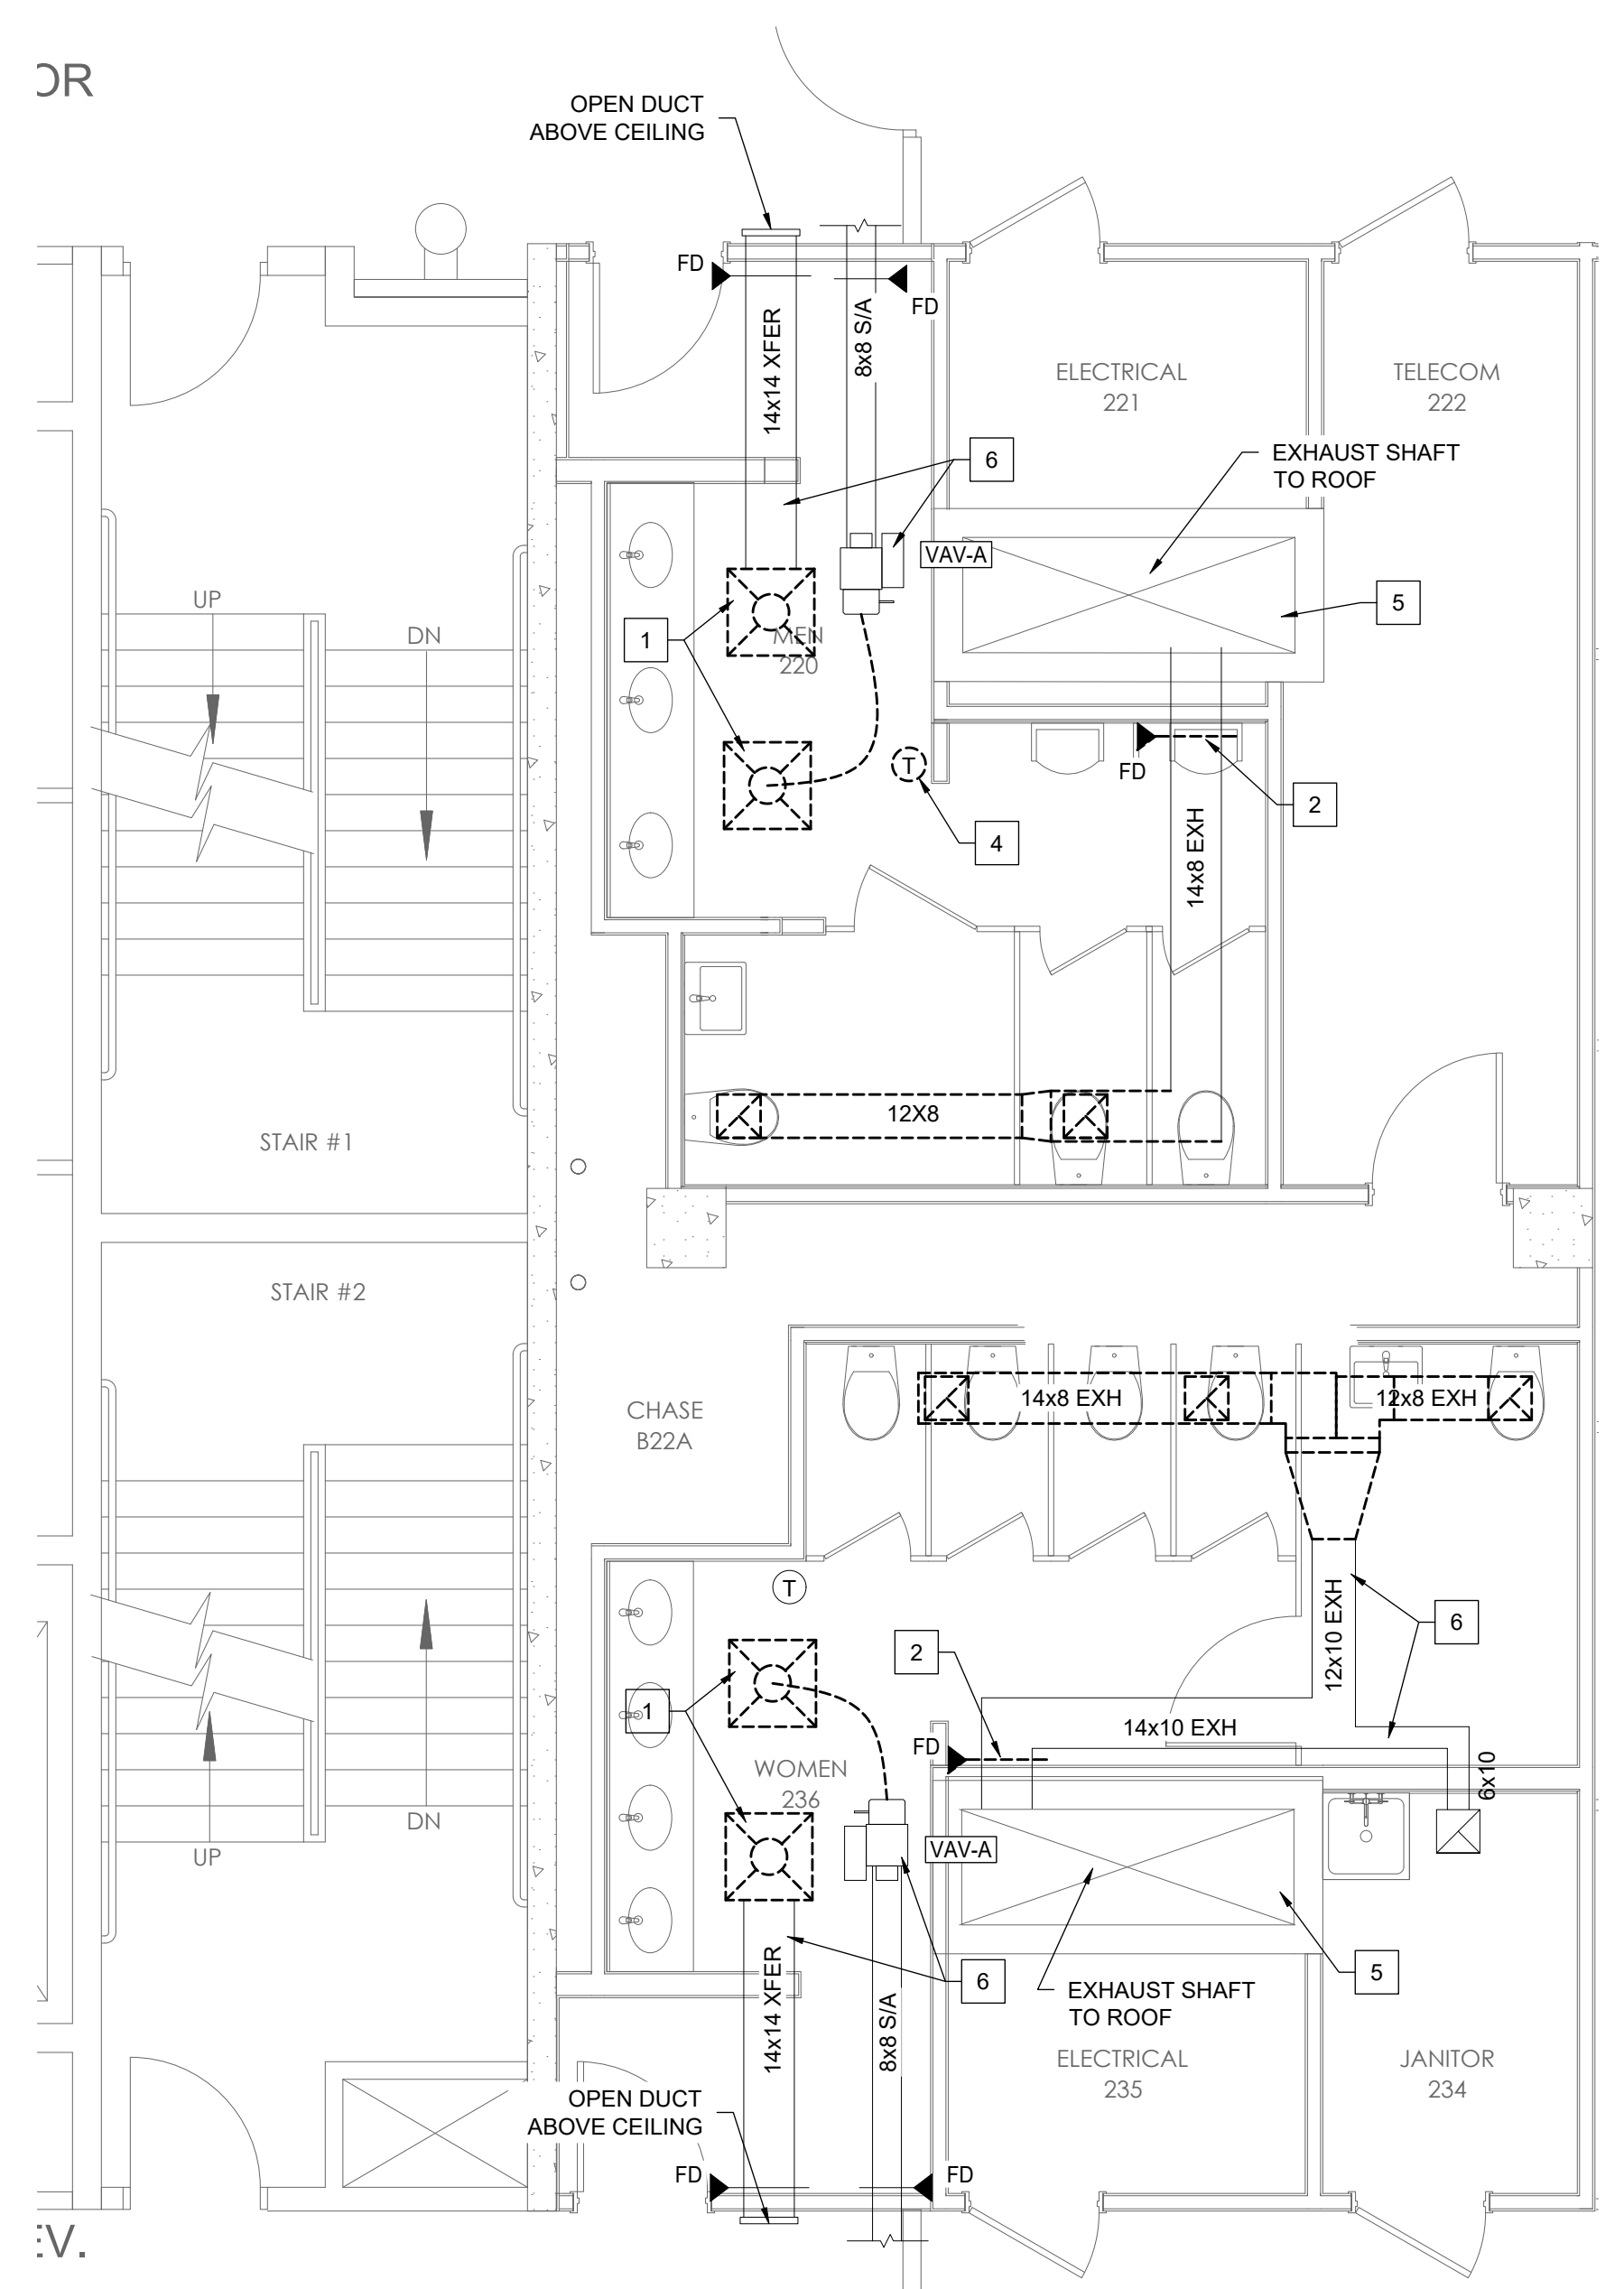 OR
OPEN DUCT
ABOVE CEILING
FD
FD
14x14 XFER
8x8 S/A
ELECTRICAL
221
TELECOM
222
6
EXHAUST SHAFT
TO ROOF
VAV-A
5
UP
DN
1
MEN
220
T
FD
2
4
14x8 EXH
12X8
STAIR #1
STAIR #2
CHASE
B22A
14x8 EXH
12x8 EXH
T
12x10 EXH
6
2
1
14x10 EXH
FD
6x10
WOMEN
236
DN
UP
VAV-A
5
6
EXHAUST SHAFT
TO ROOF
14x14 XFER
8x8 S/A
ELECTRICAL
235
JANITOR
234
OPEN DUCT
ABOVE CEILING
FD
FD
EV.